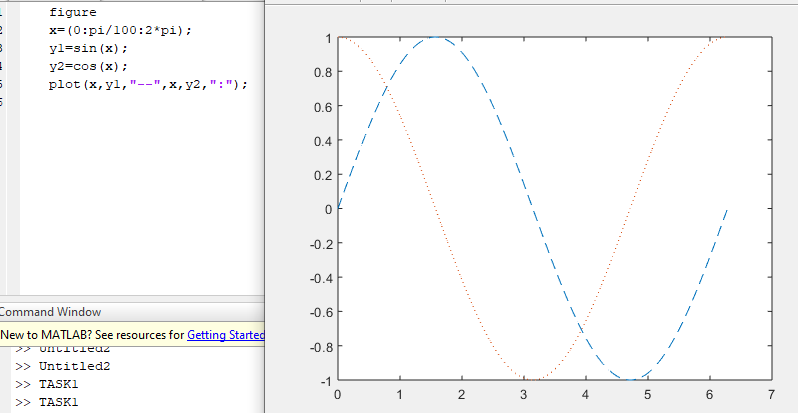 figure
x=(0:pi/100:2*pi);
y1=sin(x);
y2=cos(x);
plot(x,y1,"--",x,y2,":");
Command Window
New to MATLAB? See resources for Getting Started
>> Untitled2
>> Untitled2
>> TASK1
>> TASK1
1
0.8
0.6
0.4
0.2
0
-0.2
-0.4
-0.6
-0.8
-1
0 1 2 3 4 5 6 7